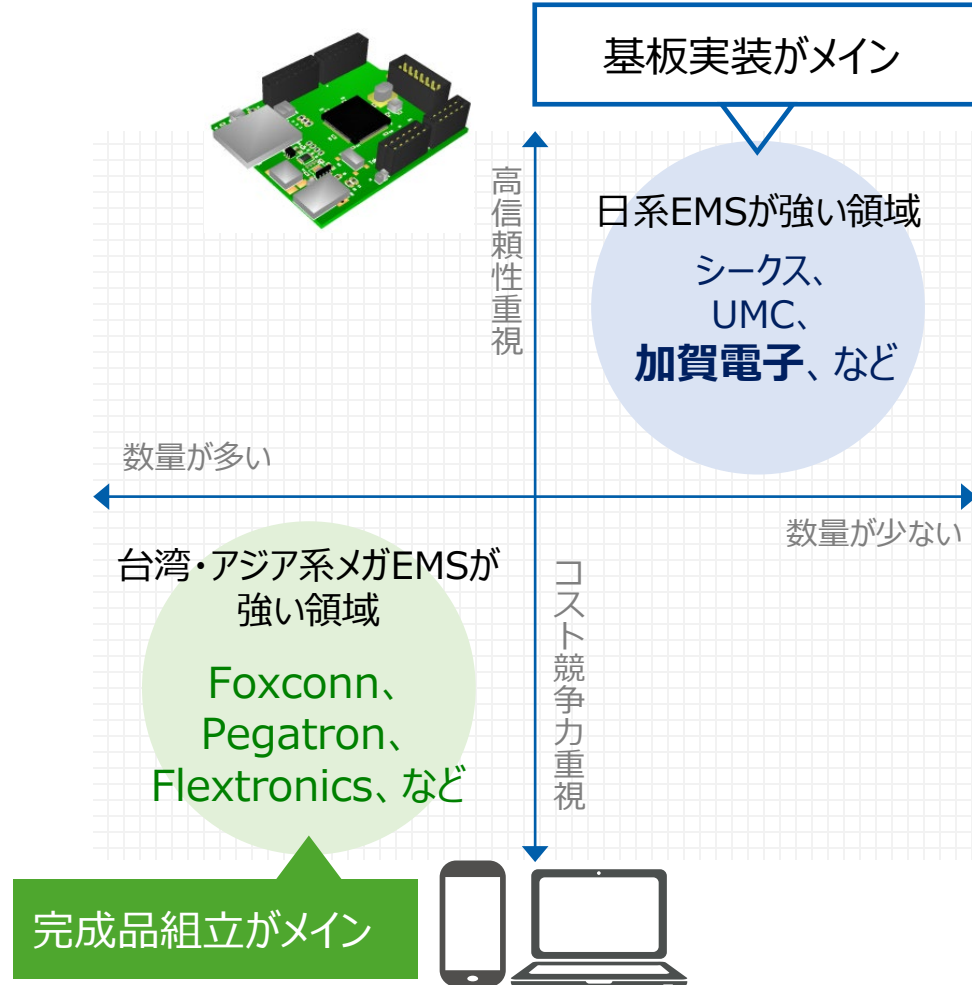 基板実装がメイン
高信頼性重視
日系EMSが強い領域
シークス、
UMC、
加賀電子、など
数量が多い
数量が少ない
台湾・アジア系メガEMSが
強い領域
Foxconn、
Pegatron、
Flextronics、など
コスト競争力重視
完成品組立がメイン